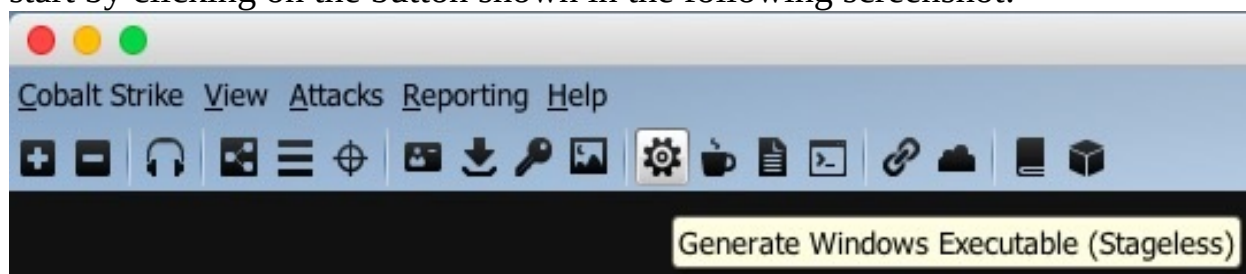 start by clicking on the button shown in the following screenshot:
Cobalt Strike View Attacks Reporting Help
Generate Windows Executable (Stageless)